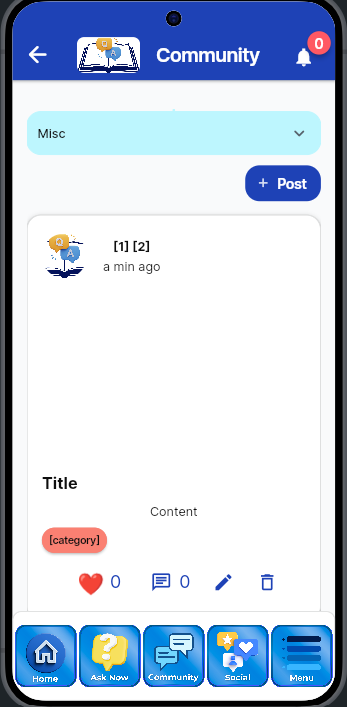 Q A
Community
0
Misc
+ Post
Q A
[1] [2]
a min ago
Title
Content
[category]
0 0
Home Ask Now Community Social Menu